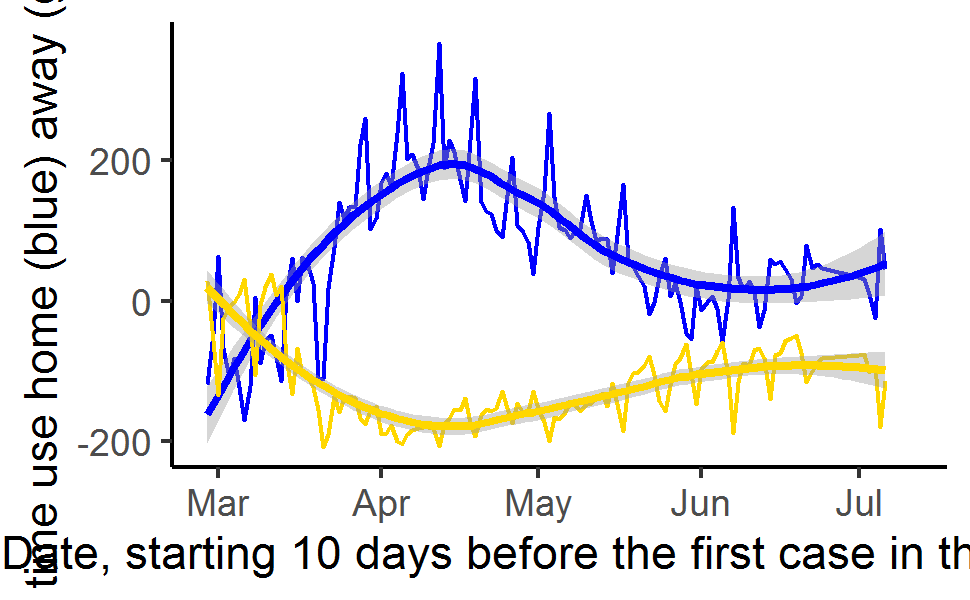 time use home (blue) away (
200
0
-200
Mar Apr May Jun Jul
Date, starting 10 days before the first case in th